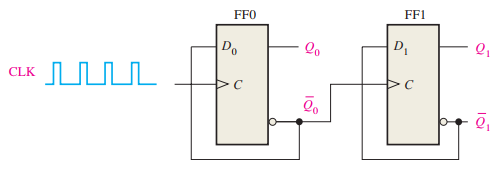 FF0 FF1
D₀ Q₀ D₁ Q₁
CLK
C C
Q̅₀
Q̅₁